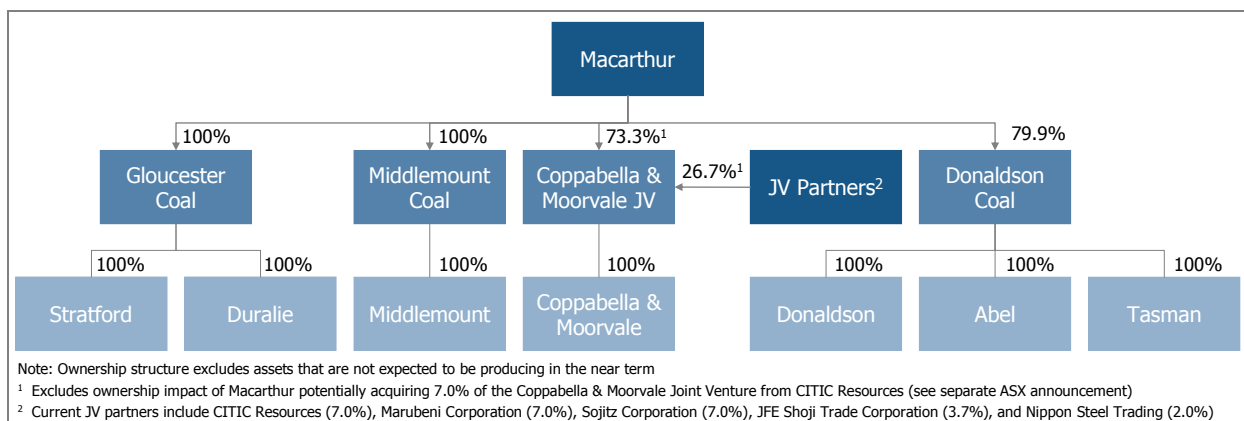 Macarthur
100%
100%
73.3%¹
79.9%
Gloucester
Coal
Middlemount
Coal
Coppabella &
Moorvale JV
26.7%¹
JV Partners²
Donaldson
Coal
100%
100%
100%
100%
100%
100%
100%
Stratford
Duralie
Middlemount
Coppabella &
Moorvale
Donaldson
Abel
Tasman
Note: Ownership structure excludes assets that are not expected to be producing in the near term
¹ Excludes ownership impact of Macarthur potentially acquiring 7.0% of the Coppabella & Moorvale Joint Venture from CITIC Resources (see separate ASX announcement)
² Current JV partners include CITIC Resources (7.0%), Marubeni Corporation (7.0%), Sojitz Corporation (7.0%), JFE Shoji Trade Corporation (3.7%), and Nippon Steel Trading (2.0%)